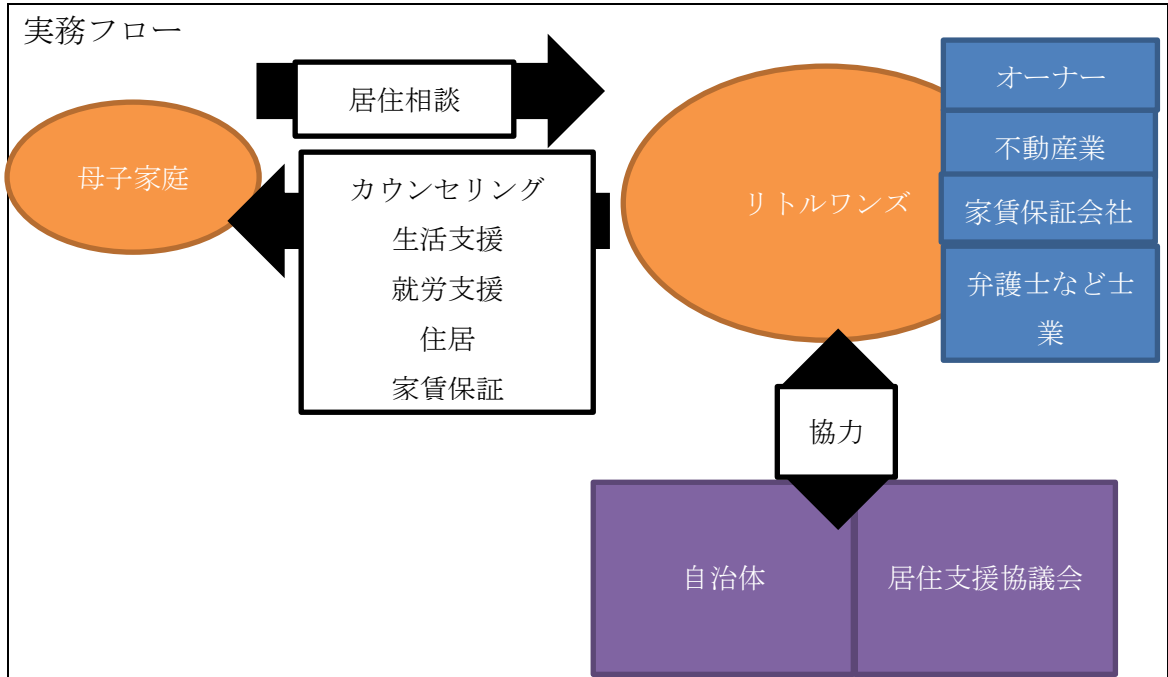 実務フロー
居住相談
母子家庭
カウンセリング
生活支援
就労支援
住居
家賃保証
リトルワンズ
オーナー
不動産業
家賃保証会社
弁護士など士
業
協力
自治体
居住支援協議会